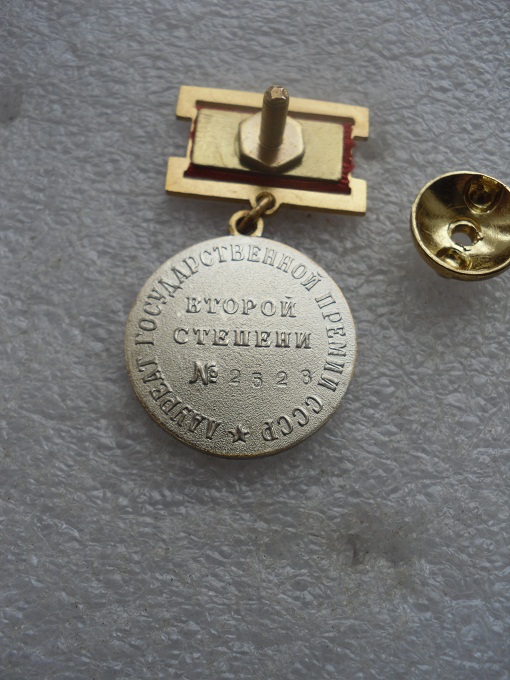 ЛАУРЕАТ ГОСУДАРСТВЕННОЙ ПРЕМИИ СССР
ВТОРОЙ
СТЕПЕНИ
№ 2523